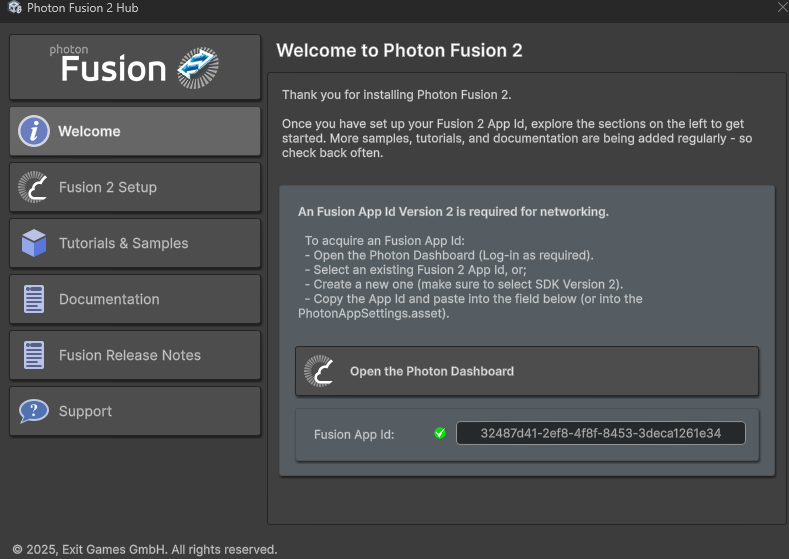 Photon Fusion 2 Hub
photon
Fusion
Welcome
Fusion 2 Setup
Tutorials & Samples
Documentation
Fusion Release Notes
Support
Welcome to Photon Fusion 2
Thank you for installing Photon Fusion 2.
Once you have set up your Fusion 2 App Id, explore the sections on the left to get
started. More samples, tutorials, and documentation are being added regularly - so
check back often.
An Fusion App Id Version 2 is required for networking.
To acquire an Fusion App Id:
- Open the Photon Dashboard (Log-in as required).
- Select an existing Fusion 2 App Id, or;
- Create a new one (make sure to select SDK Version 2).
- Copy the App Id and paste into the field below (or into the
PhotonAppSettings.asset).
Open the Photon Dashboard
Fusion App Id:
32487d41-2ef8-4f8f-8453-3deca1261e34
© 2025, Exit Games GmbH. All rights reserved.